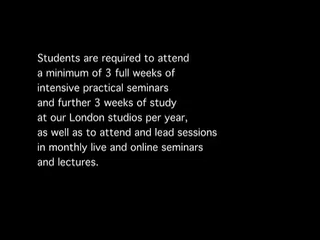 Students are required to attend
a minimum of 3 full weeks of
intensive practical seminars
and further 3 weeks of study
at our London studios per year,
as well as to attend and lead sessions
in monthly live and online seminars
and lectures.